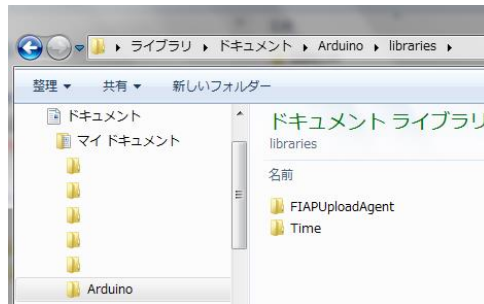 ライブラリ ▸ ドキュメント ▸ Arduino ▸ libraries ▸
整理 ▼ 共有 ▼ 新しいフォルダー
ドキュメント
マイ ドキュメント
Arduino
ドキュメント ライブラリ
libraries
名前
FIAPUploadAgent
Time